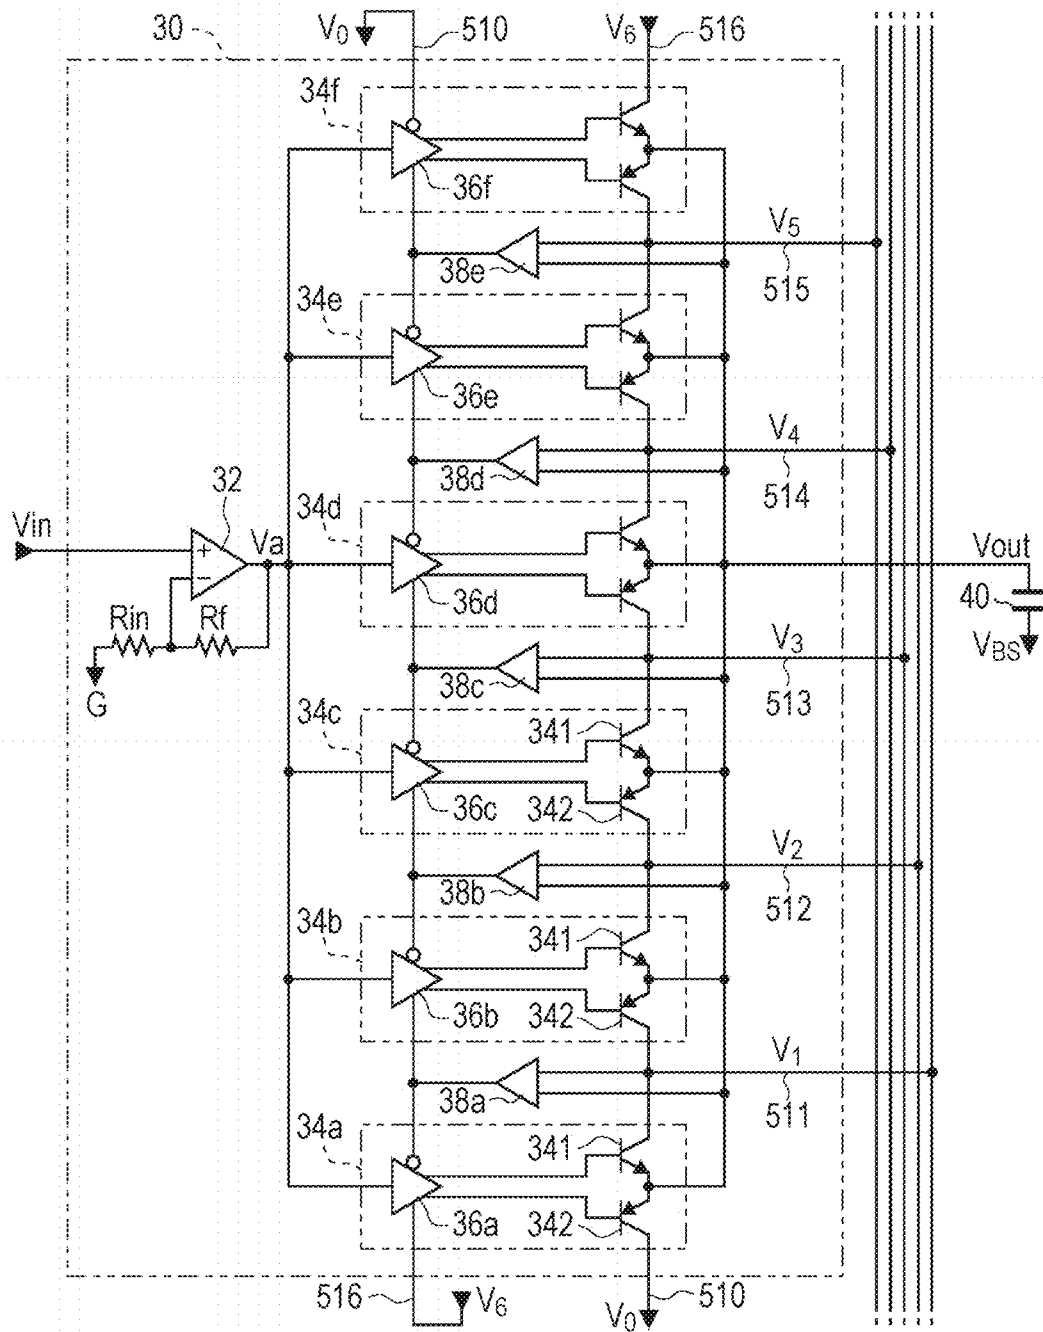 30
V0
510
V6
516
34f
36f
V5
38e
515
34e
36e
V4
38d
514
32
34d
Vin
Va
+
−
Vout
36d
40
Rin
Rf
V3
VBS
G
38c
513
34c
341
36c
342
V2
38b
512
34b
341
36b
342
V1
38a
511
34a
341
36a
342
516
V6
V0
510